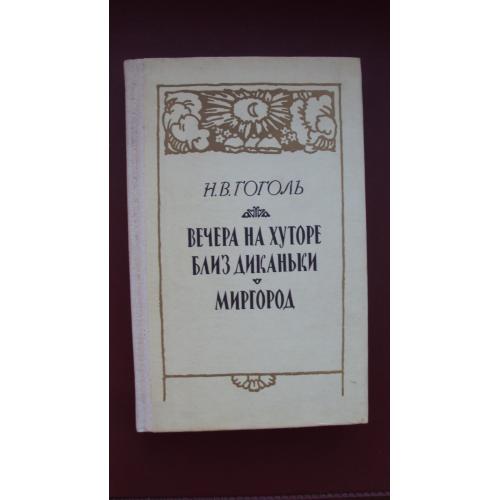 Н.В.ГОГОЛЬ
ВЕЧЕРА НА ХУТОРЕ
БЛИЗ ДИКАНЬКИ
МИРГОРОД